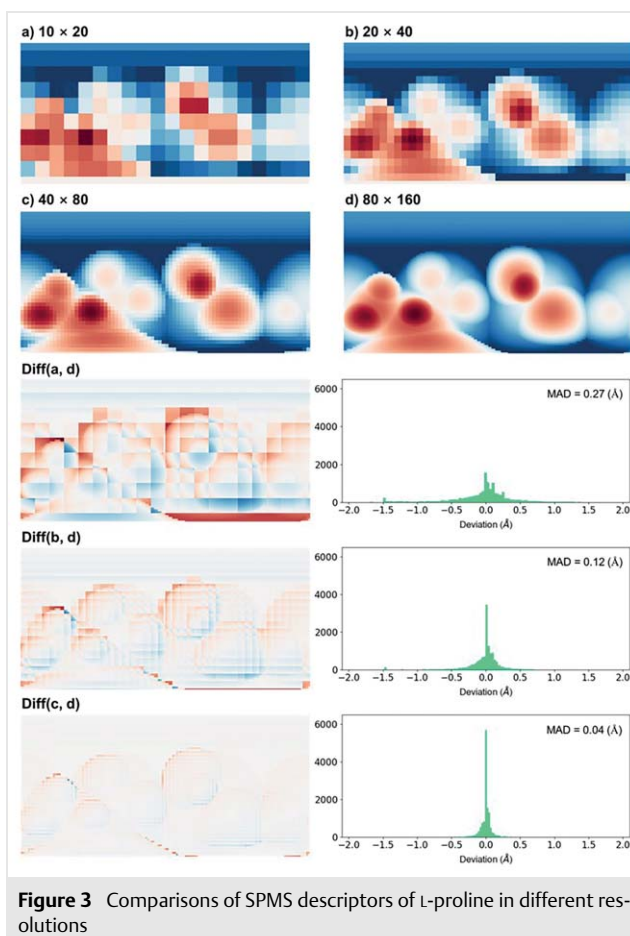 a) 10 × 20
b) 20 × 40
c) 40 × 80
d) 80 × 160
Diff(a, d)
6000
4000
2000
0
MAD = 0.27 (Å)
−2.0 −1.5 −1.0 −0.5 0.0 0.5 1.0 1.5 2.0
Deviation (Å)
Diff(b, d)
6000
4000
2000
0
MAD = 0.12 (Å)
−2.0 −1.5 −1.0 −0.5 0.0 0.5 1.0 1.5 2.0
Deviation (Å)
Diff(c, d)
6000
4000
2000
0
MAD = 0.04 (Å)
−2.0 −1.5 −1.0 −0.5 0.0 0.5 1.0 1.5 2.0
Deviation (Å)
Figure 3 Comparisons of SPMS descriptors of L-proline in different res-
olutions